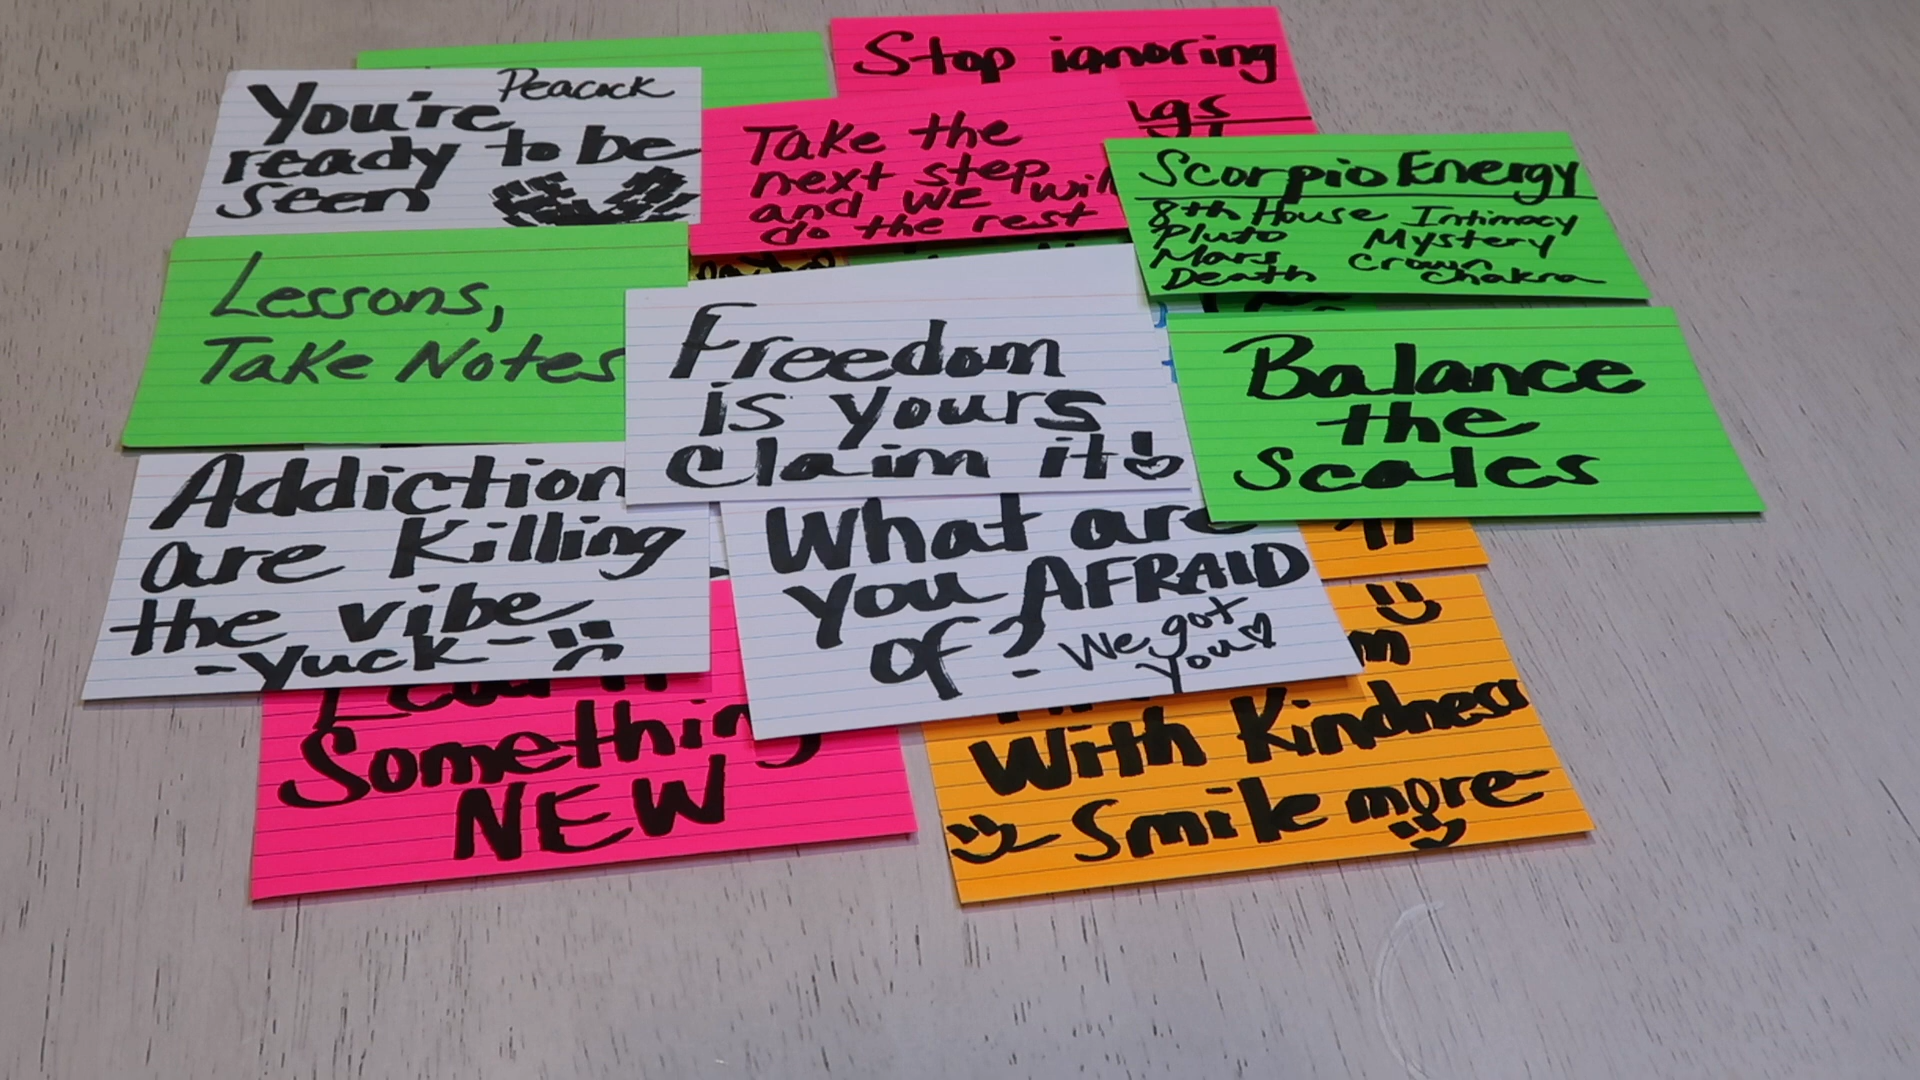 Peacock
You're
ready to be
seen
Stop ignoring
Take the
next step
and WE will
do the rest
Scorpio Energy
8th House Intimacy
Pluto Mystery
Mars Crown
Death Chakra
Lessons,
Take Notes
Freedom
is yours
Claim it!
Balance
the
Scales
Addiction
are Killing
the vibe
-Yuck-
What are
you AFRAID
of?
- We got
you
Something
NEW
With Kindness
Smile more